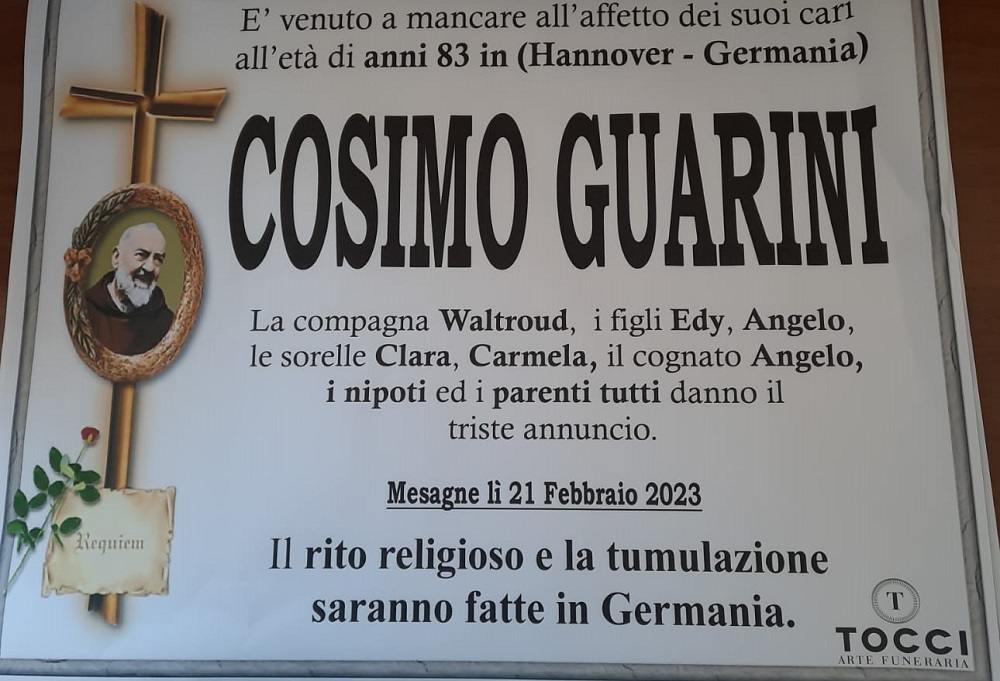 E' venuto a mancare all'affetto dei suoi cari
all'età di anni 83 in (Hannover - Germania)
COSIMO GUARINI
La compagna Waltroud, i figli Edy, Angelo,
le sorelle Clara, Carmela, il cognato Angelo,
i nipoti ed i parenti tutti danno il
triste annuncio.
Mesagne lì 21 Febbraio 2023
Requiem
Il rito religioso e la tumulazione
saranno fatte in Germania.
T
TOCCI
ARTE FUNERARIA